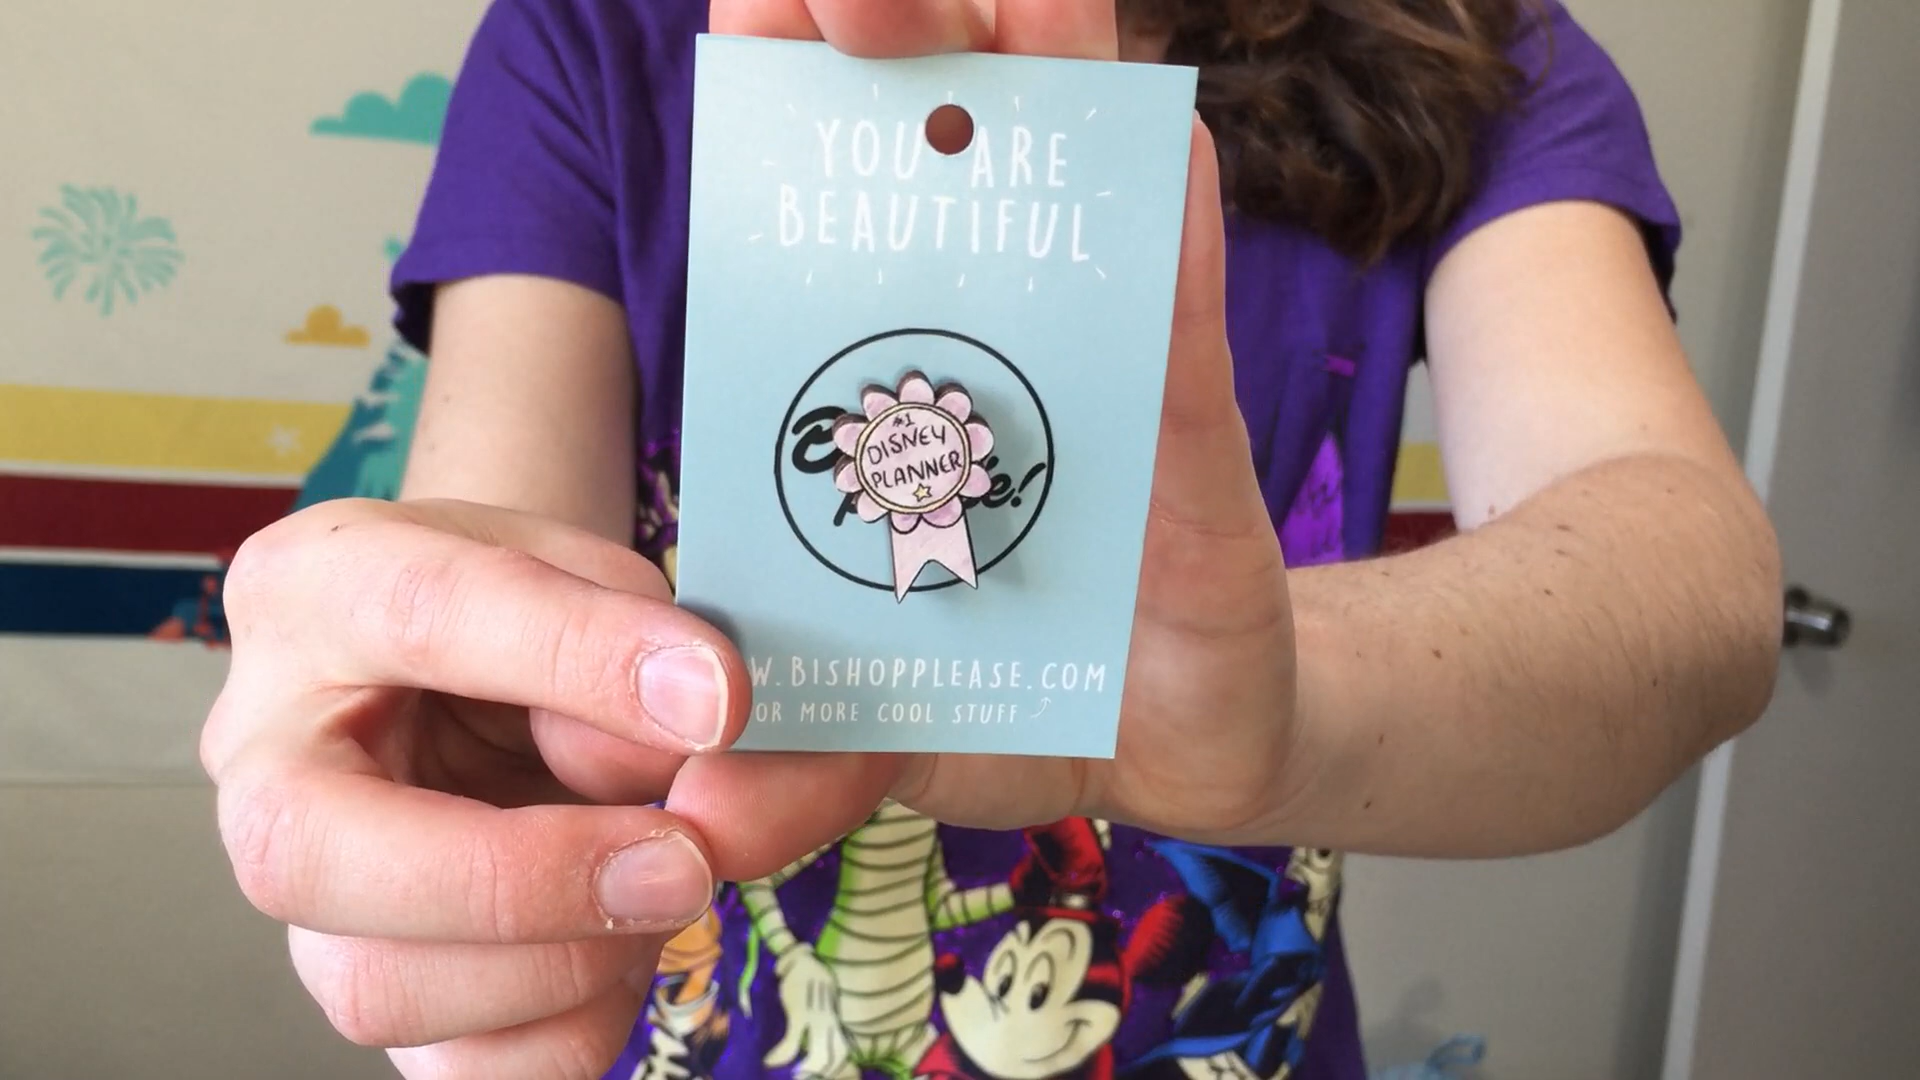 YOU ARE
BEAUTIFUL
#1
DISNEY
PLANNER
W.BISHOPPLEASE.COM
OR MORE COOL STUFF